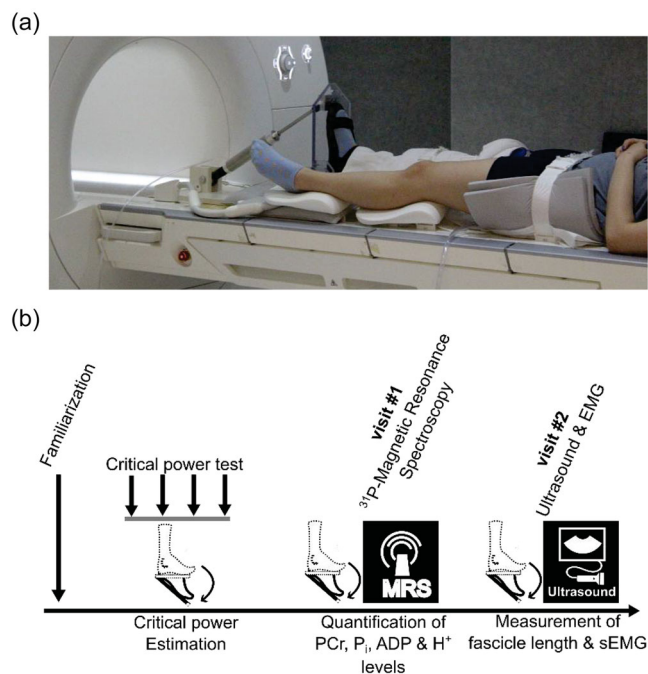 (a)
(b)
Familiarization
Critical power test
visit #1
³¹P-Magnetic Resonance
Spectroscopy
visit #2
Ultrasound & EMG
MRS
Ultrasound
Critical power
Estimation
Quantification of
PCr, Pᵢ, ADP & H⁺
levels
Measurement of
fascicle length & sEMG